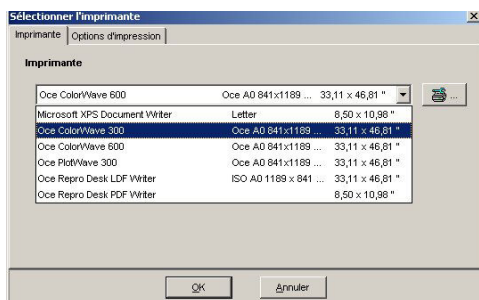 Sélectionner l'imprimante
Imprimante Options d'impression
Imprimante
Oce ColorWave 600 Oce A0 841x1189 ... 33,11 x 46,81 "
...
Microsoft XPS Document Writer Letter 8,50 x 10,98 "
Oce ColorWave 300 Oce A0 841x1189 ... 33,11 x 46,81 "
Oce ColorWave 600 Oce A0 841x1189 ... 33,11 x 46,81 "
Oce PlotWave 300 Oce A0 841x1189 ... 33,11 x 46,81 "
Oce Repro Desk LDF Writer ISO A0 1189 x 841 ... 33,11 x 46,81 "
Oce Repro Desk PDF Writer 8,50 x 10,98 "
OK Annuler